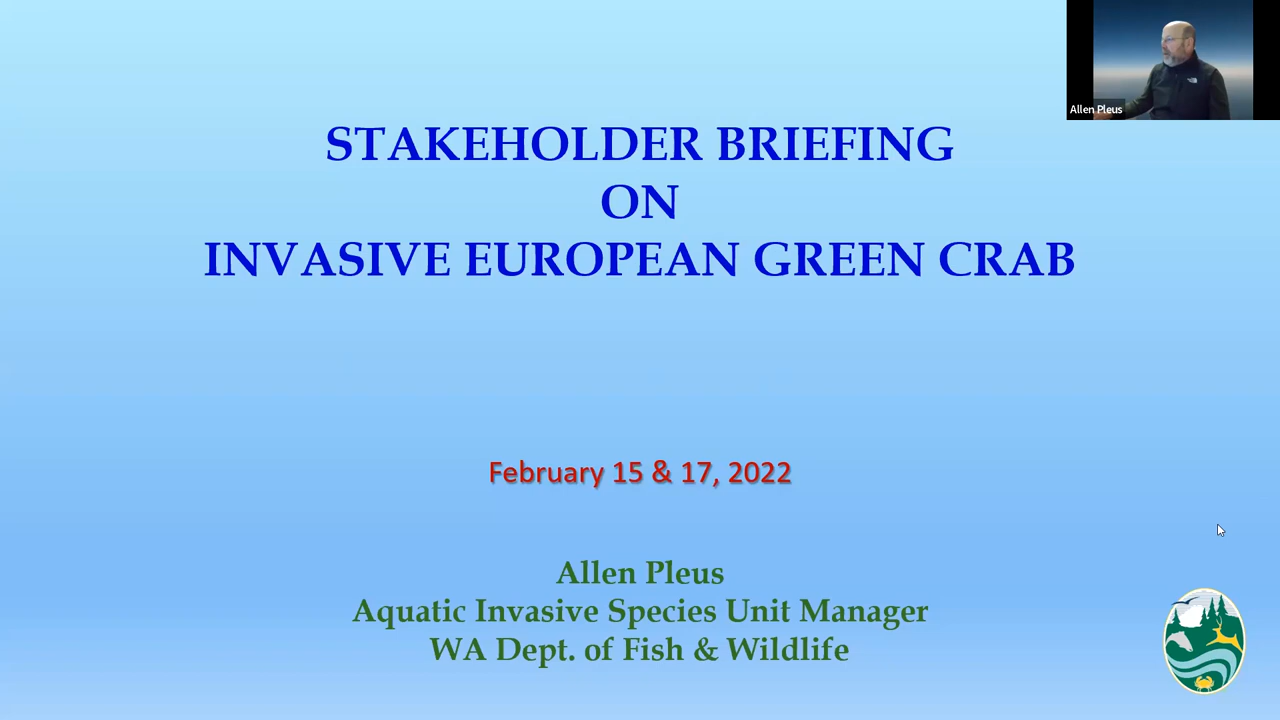 Allen Pleus
STAKEHOLDER BRIEFING
ON
INVASIVE EUROPEAN GREEN CRAB
February 15 & 17, 2022
Allen Pleus
Aquatic Invasive Species Unit Manager
WA Dept. of Fish & Wildlife